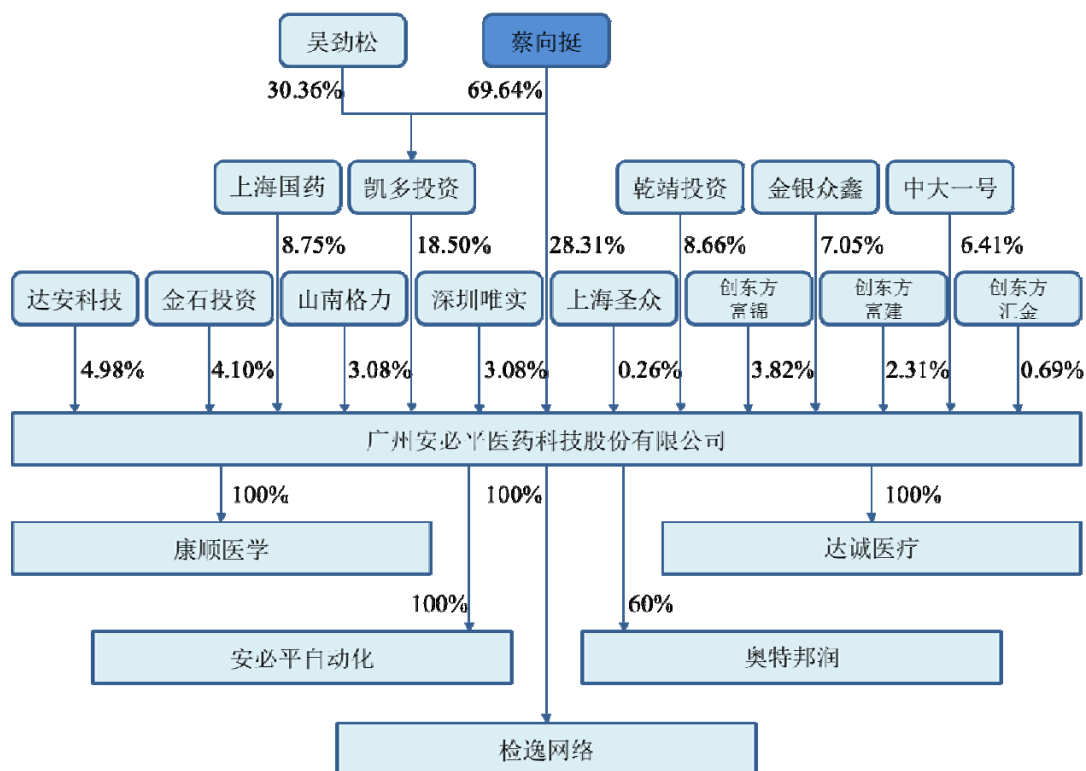 吴劲松
蔡向挺
30.36%
69.64%
上海国药
凯多投资
乾靖投资
金银众鑫
中大一号
8.75%
18.50%
28.31%
8.66%
7.05%
6.41%
达安科技
金石投资
山南格力
深圳唯实
上海圣众
创东方
富锦
创东方
富建
创东方
汇金
4.98%
4.10%
3.08%
3.08%
0.26%
3.82%
2.31%
0.69%
广州安必平医药科技股份有限公司
100%
100%
100%
康顺医学
达诚医疗
100%
60%
安必平自动化
奥特邦润
检逸网络